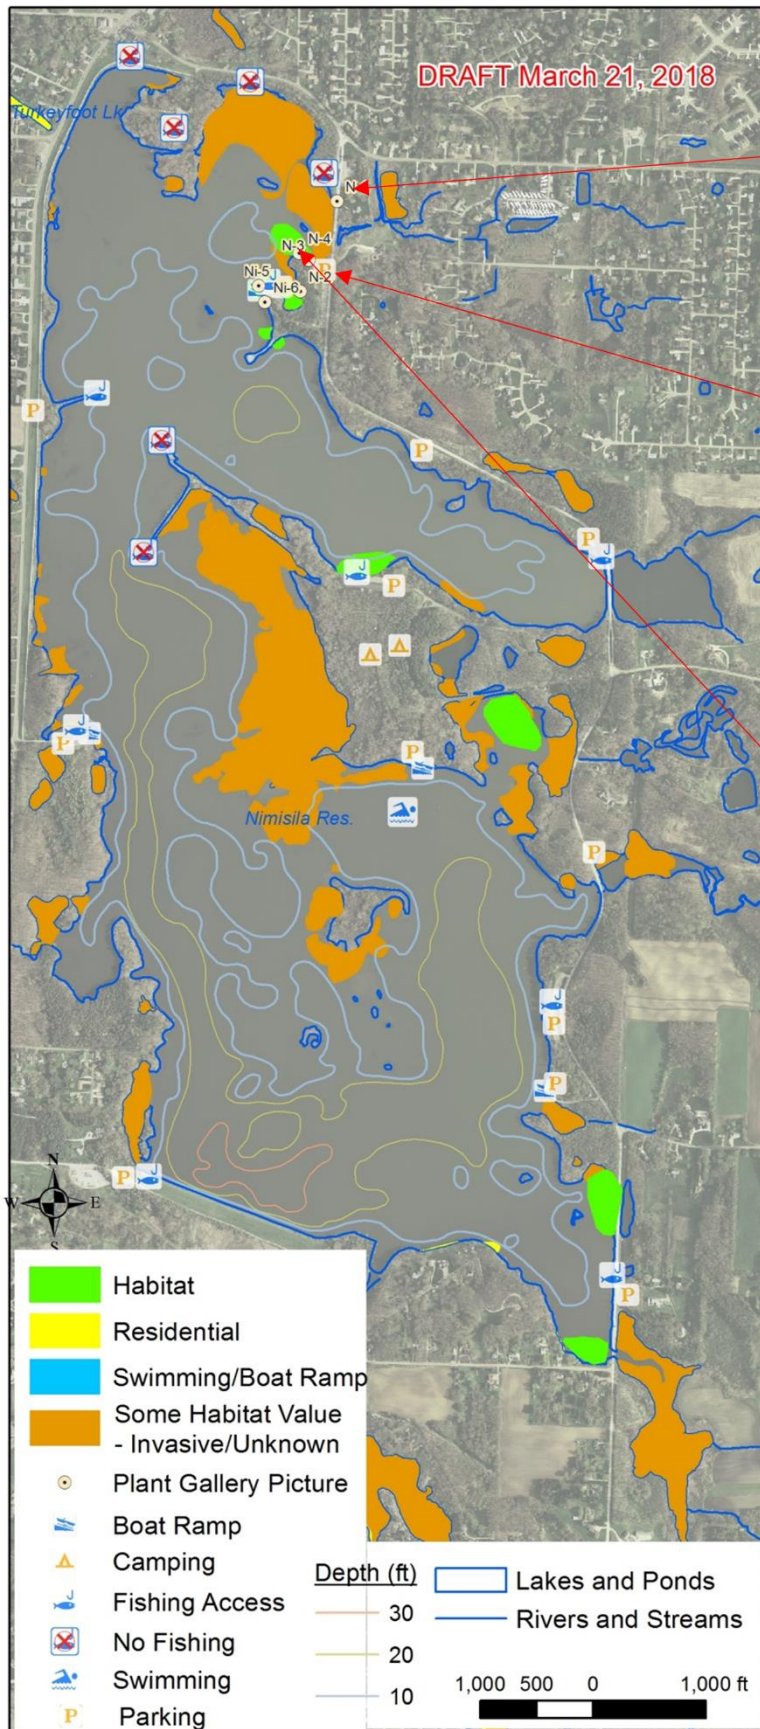 DRAFT March 21, 2018
Turkeyfoot Lk
N
N-4
N-3
P
N-2
Ni-5
Ni-6
P
P
P
P
P
P
Nimisila Res.
P
P
P
P
N
W E
S
P
Habitat
Residential
Swimming/Boat Ramp
Some Habitat Value
- Invasive/Unknown
Plant Gallery Picture
Boat Ramp
Camping
Fishing Access
No Fishing
Swimming
P Parking
Depth (ft)
30
20
10
Lakes and Ponds
Rivers and Streams
1,000 500 0 1,000 ft